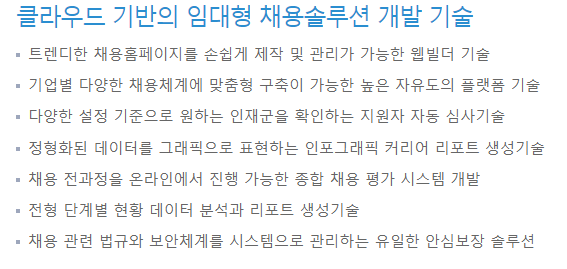 클라우드 기반의 임대형 채용솔루션 개발 기술
트렌디한 채용홈페이지를 손쉽게 제작 및 관리가 가능한 웹빌더 기술
기업별 다양한 채용체계에 맞춤형 구축이 가능한 높은 자유도의 플랫폼 기술
다양한 설정 기준으로 원하는 인재군을 확인하는 지원자 자동 심사기술
정형화된 데이터를 그래픽으로 표현하는 인포그래픽 커리어 리포트 생성기술
채용 전과정을 온라인에서 진행 가능한 종합 채용 평가 시스템 개발
전형 단계별 현황 데이터 분석과 리포트 생성기술
채용 관련 법규와 보안체계를 시스템으로 관리하는 유일한 안심보장 솔루션